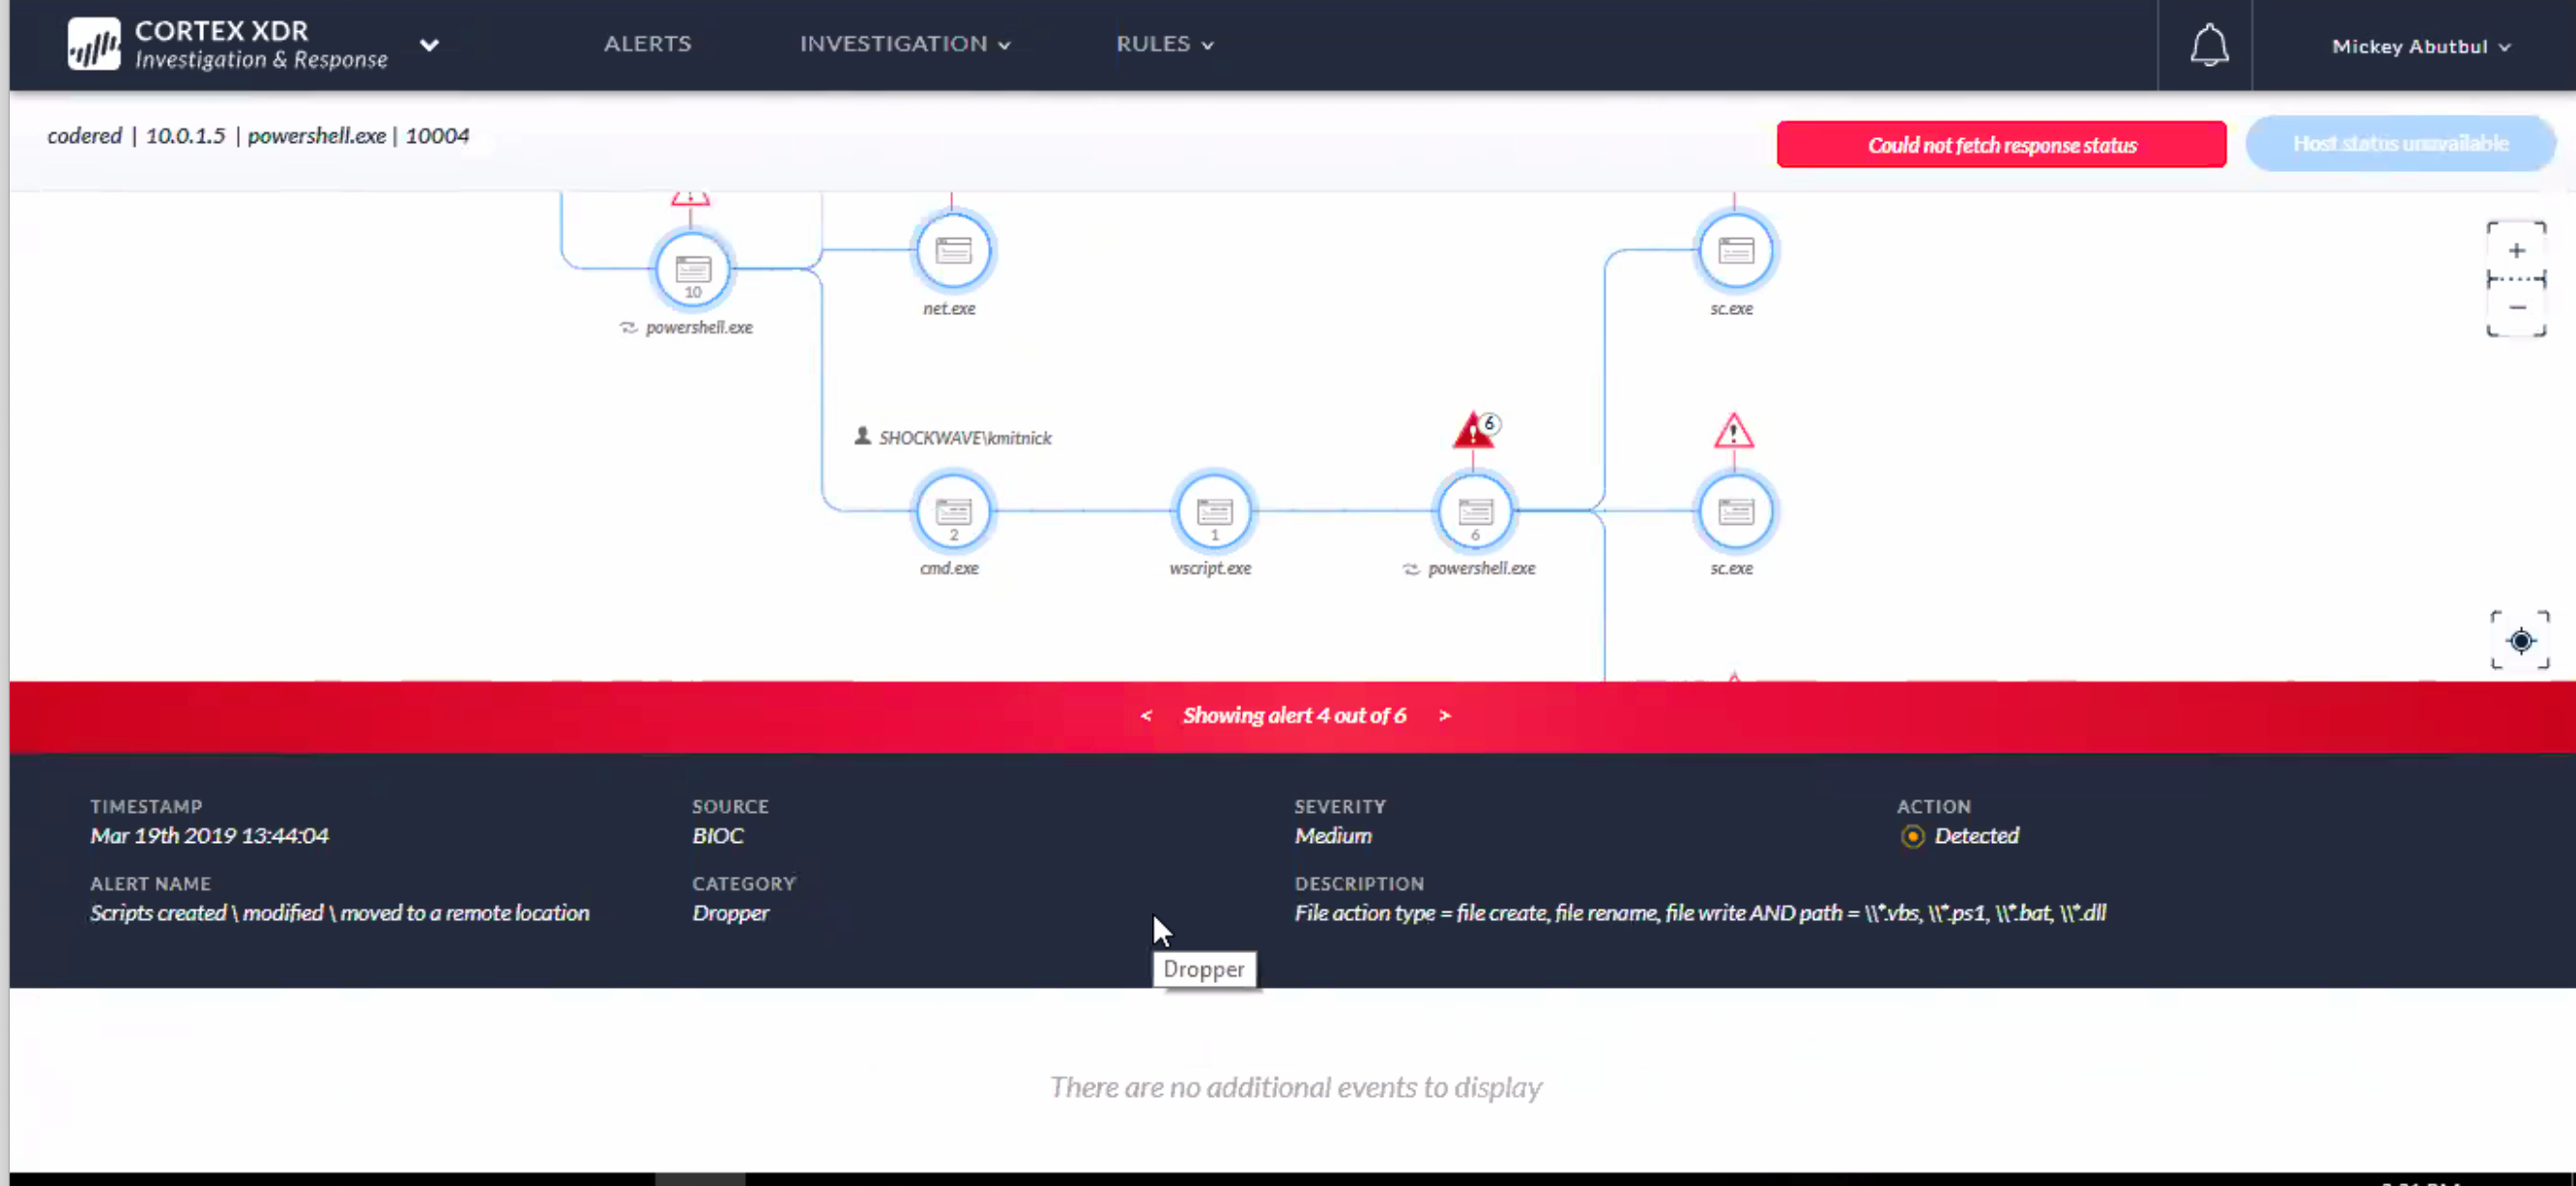 CORTEX XDR
Investigation & Response
ALERTS
INVESTIGATION
RULES
Mickey Abutbul
codered | 10.0.1.5 | powershell.exe | 10004
Could not fetch response status
Host status unavailable
10
powershell.exe
net.exe
sc.exe
SHOCKWAVE\kmitnick
6
2
cmd.exe
1
wscript.exe
6
powershell.exe
sc.exe
< Showing alert 4 out of 6 >
TIMESTAMP
Mar 19th 2019 13:44:04
SOURCE
BIOC
SEVERITY
Medium
ACTION
Detected
ALERT NAME
Scripts created \ modified \ moved to a remote location
CATEGORY
Dropper
DESCRIPTION
File action type = file create, file rename, file write AND path = \\*.vbs, \\*.ps1, \\*.bat, \\*.dll
Dropper
There are no additional events to display